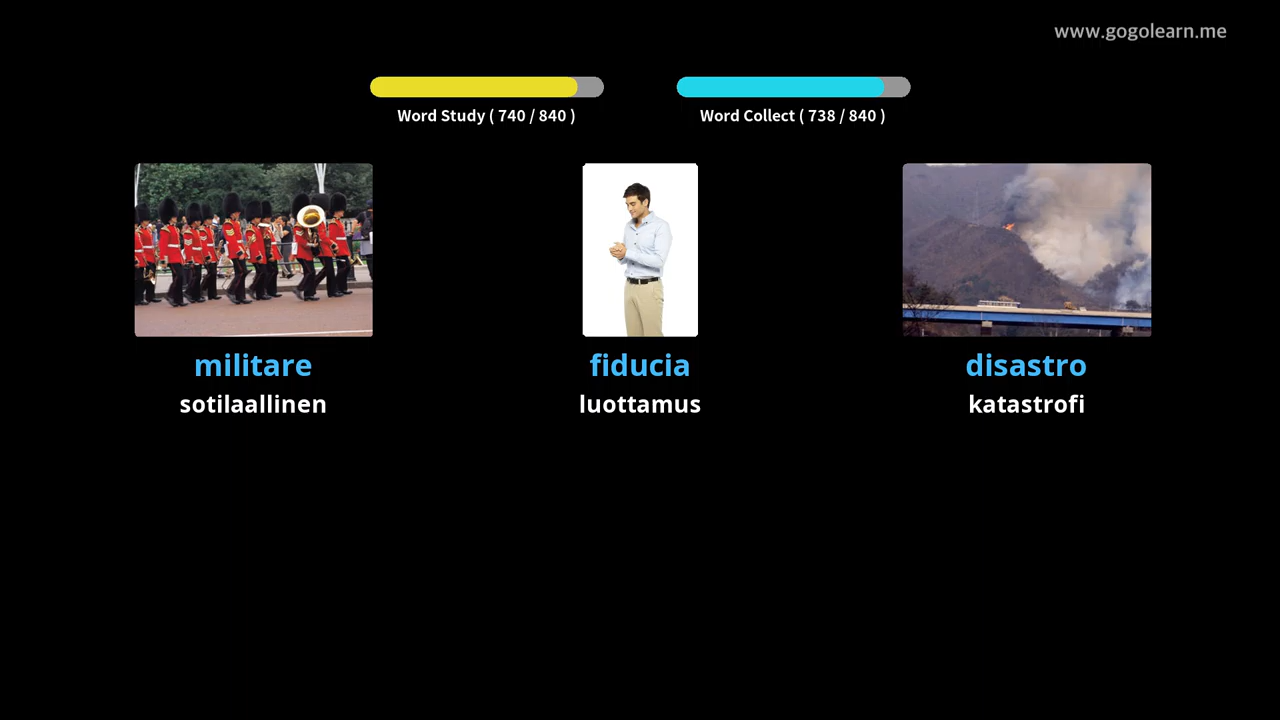 www.gogolearn.me
Word Study ( 740 / 840 )
Word Collect ( 738 / 840 )
militare
sotilaallinen
fiducia
luottamus
disastro
katastrofi